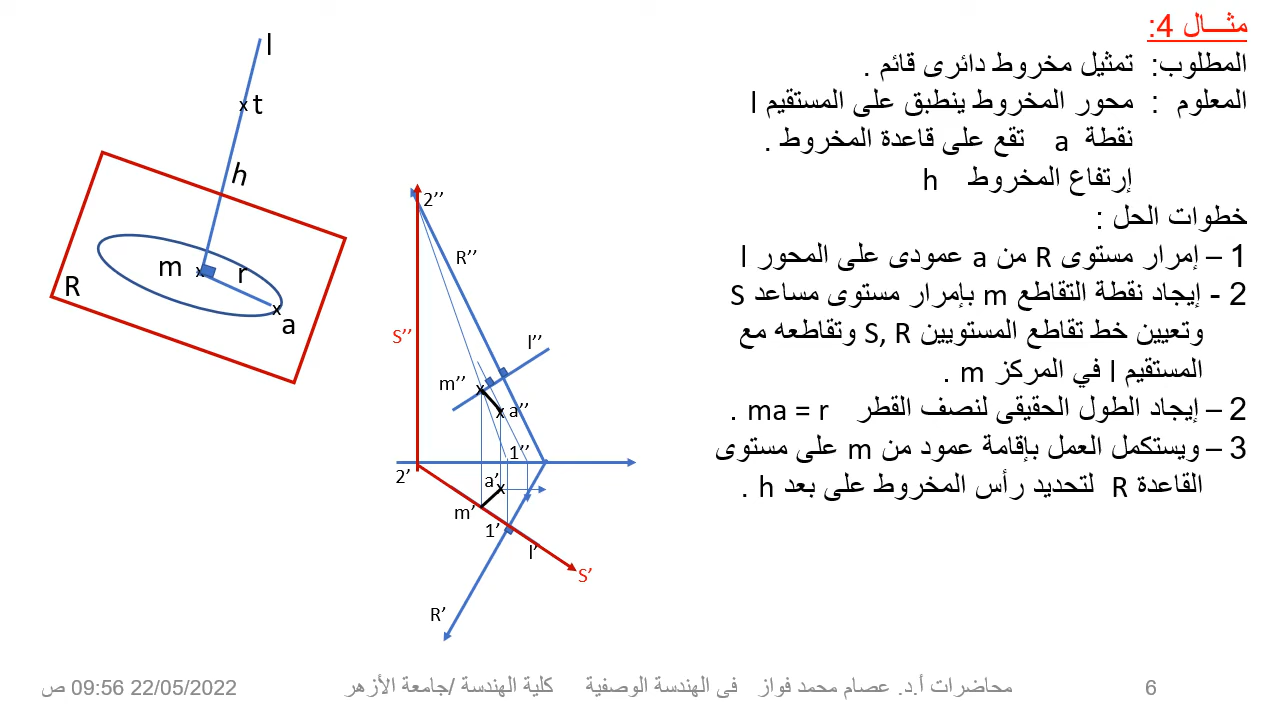 مثـــال 4:
المطلوب: تمثيل مخروط دائرى قائم .
المعلوم : محور المخروط ينطبق على المستقيم l
نقطة a تقع على قاعدة المخروط .
إرتفاع المخروط h
خطوات الحل :
1 – إمرار مستوى R من a عمودى على المحور l
2 - إيجاد نقطة التقاطع m بإمرار مستوى مساعد S
وتعيين خط تقاطع المستويين S, R وتقاطعه مع
المستقيم l في المركز m .
2 – إيجاد الطول الحقيقى لنصف القطر ma = r .
3 – ويستكمل العمل بإقامة عمود من m على مستوى
القاعدة R لتحديد رأس المخروط على بعد h .
l
x t
h
m x r
R
x a
2’’
R’’
S’’
l’’
m’’ x
x a’’
1’’
2’
a’ x
m’
1’
l’
S’
R’
6
محاضرات أ.د. عصام محمد فواز فى الهندسة الوصفية كلية الهندسة /جامعة الأزهر
22/05/2022 09:56 ص